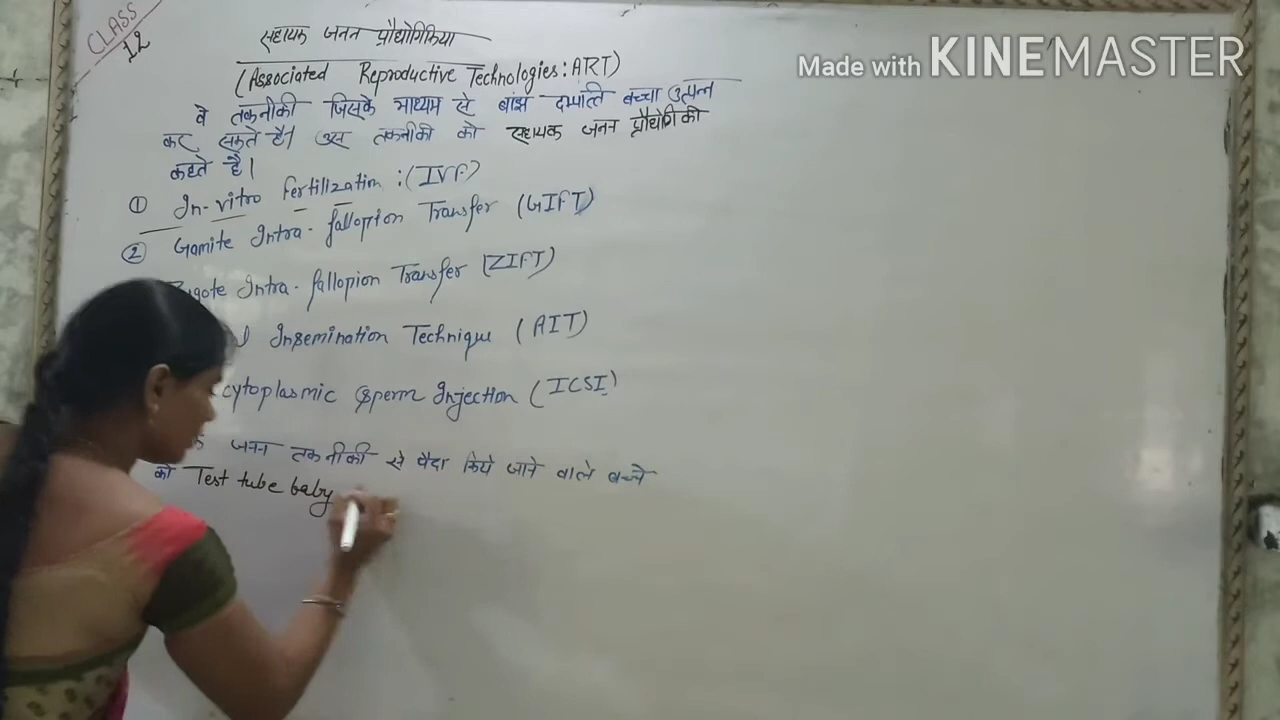 CLASS
12
सहायक जनन प्रौद्योगिकिया
Made with KINEMASTER
(Associated Reproductive Technologies: ART)
वे तकनीकी जिसके माध्यम से बांझ दम्पत्ति बच्चा उत्पन्न
कर सकते है। उस तकनीकी को सहायक जनन प्रौद्योगिकी
कहते है।
① In-vitro Fertilization :(IVF)
② Gamite Intra- fallopion Transfer (GIFT)
Intra- fallopion Transfer (ZIFT)
Insemination Technique (AIT)
cytoplasmic sperm Injection (ICSI)
जनन तकनीकी से पैदा किये जाने वाले बच्चे
को Test tube baby